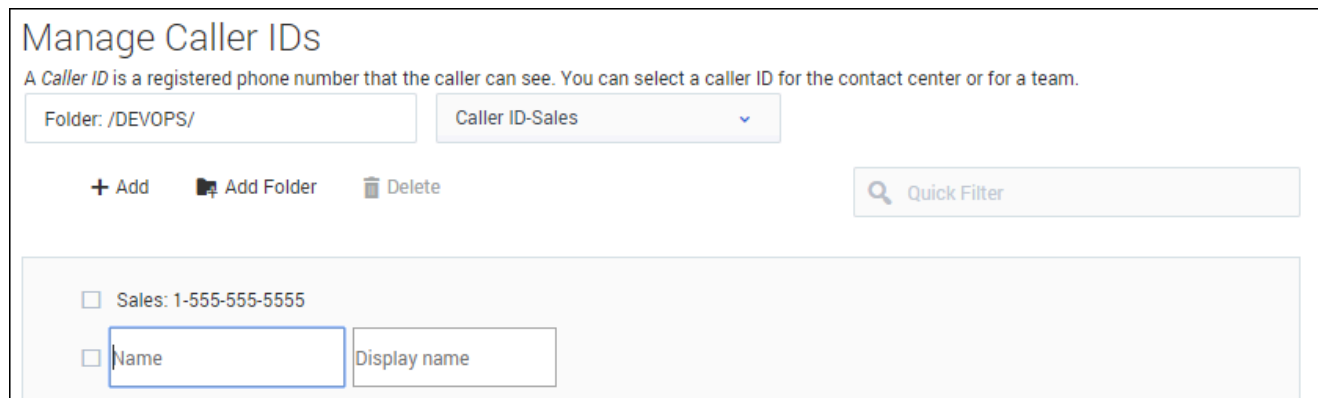 Manage Caller IDs
A Caller ID is a registered phone number that the caller can see. You can select a caller ID for the contact center or for a team.
Folder: /DEVOPS/ Caller ID-Sales
Add Add Folder Delete Quick Filter
Sales: 1-555-555-5555
Name Display name